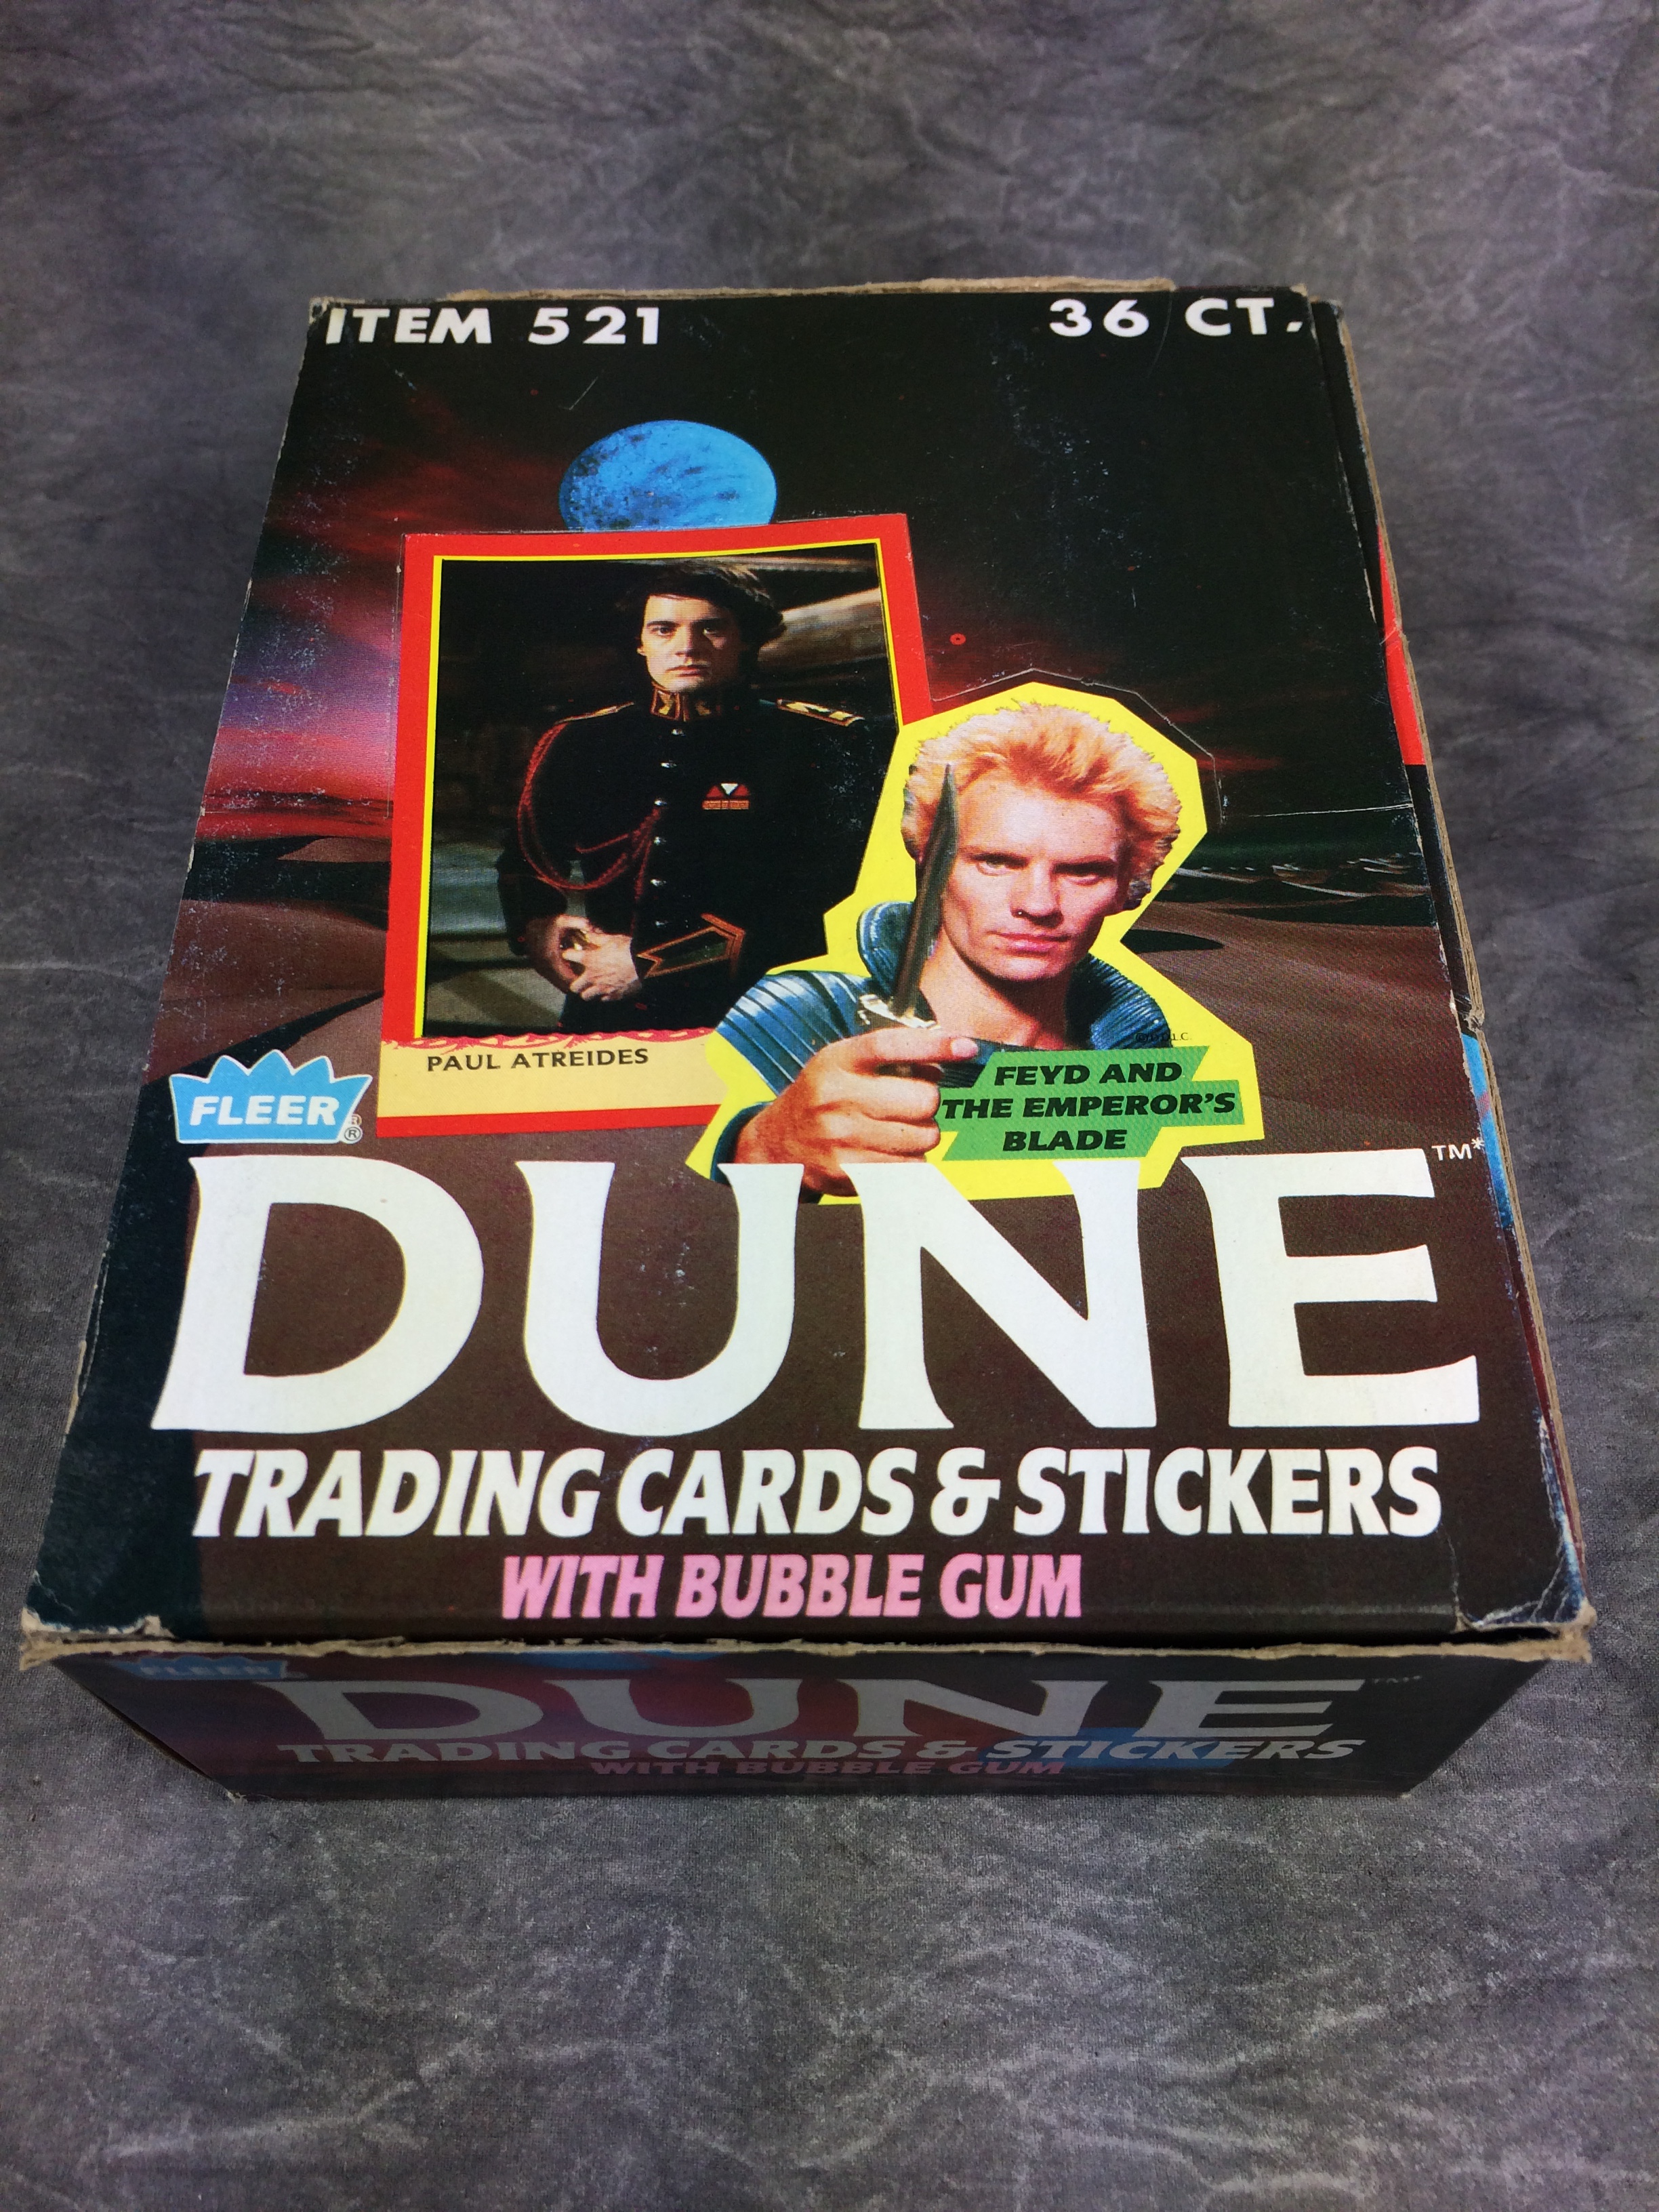 ITEM 521
36 CT.
PAUL ATREIDES
FLEER®
FEYD AND
THE EMPEROR'S
BLADE
DUNE™*
TRADING CARDS & STICKERS
WITH BUBBLE GUM
FLEER
DUNE
TRADING CARDS & STICKERS
WITH BUBBLE GUM